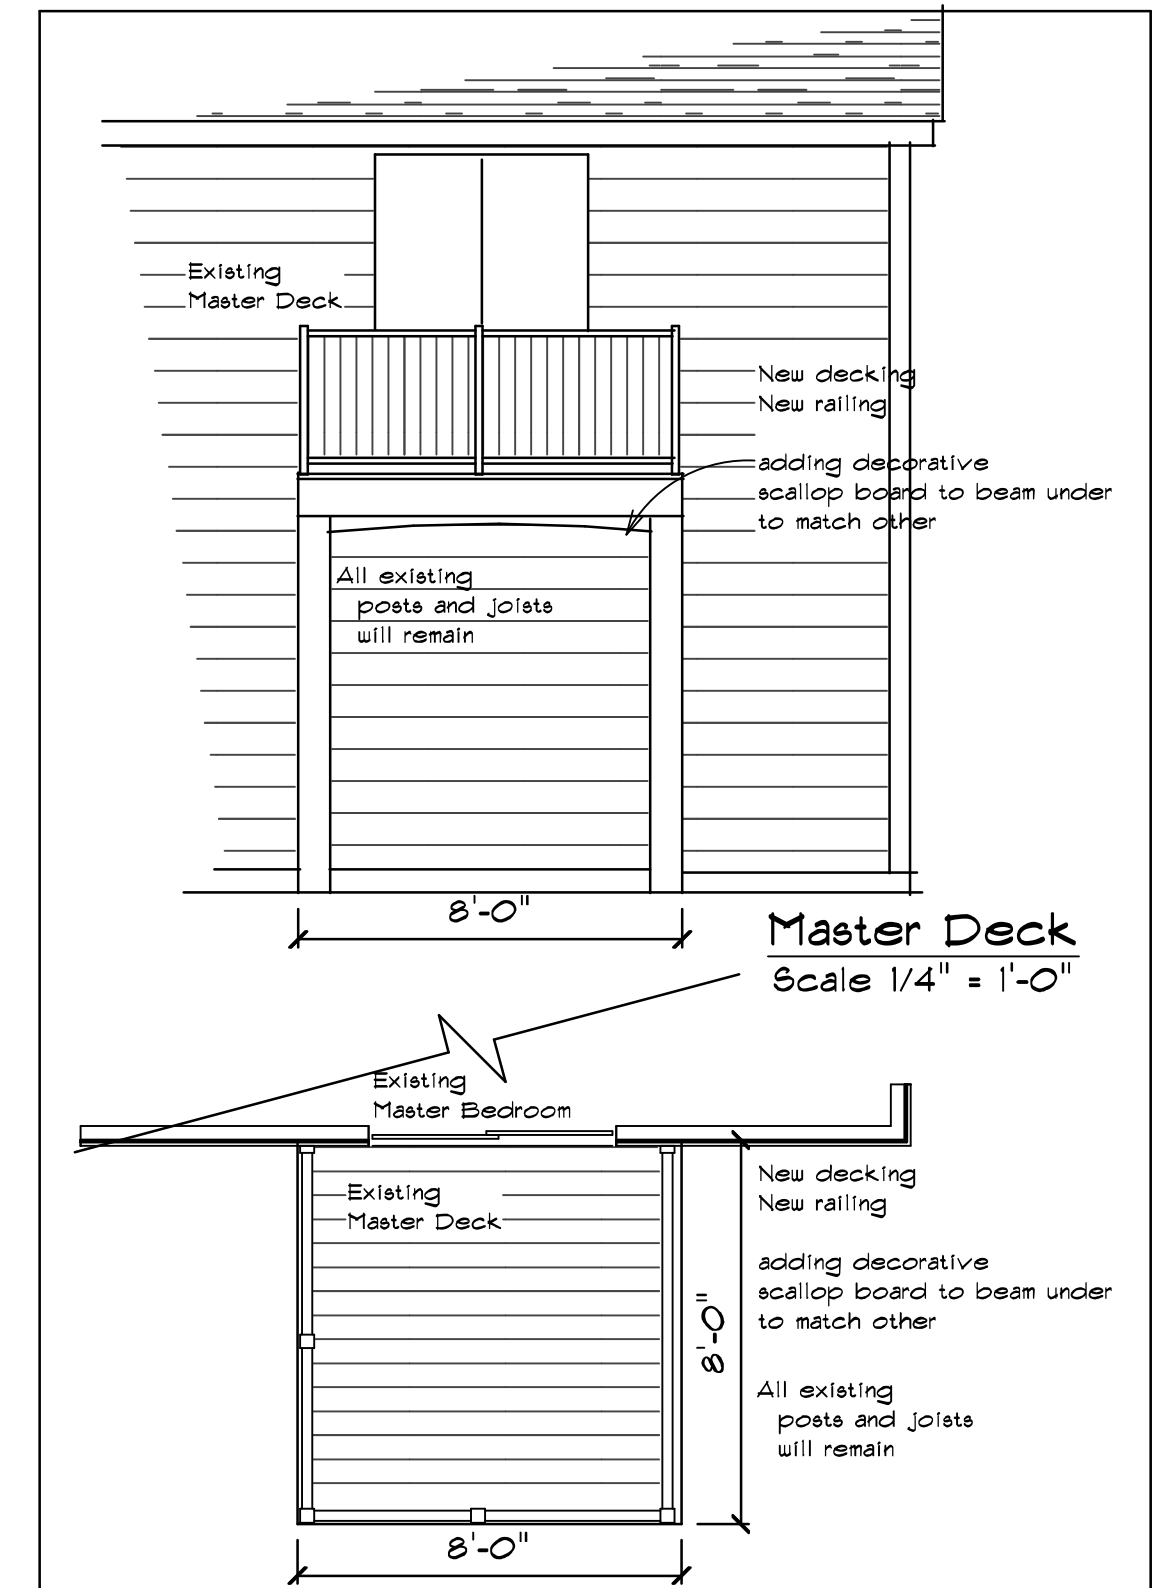 Existing
Master Deck
New decking
New railing
adding decorative
scallop board to beam under
to match other
All existing
posts and joists
will remain
8'-0"
Master Deck
Scale 1/4" = 1'-0"
Existing
Master Bedroom
Existing
Master Deck
New decking
New railing
adding decorative
scallop board to beam under
to match other
8'-0"
All existing
posts and joists
will remain
8'-0"